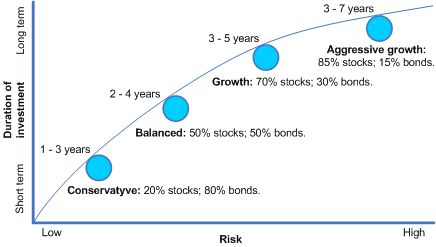 Long term
3 - 7 years
3 - 5 years
Aggressive growth:
85% stocks; 15% bonds.
Growth: 70% stocks; 30% bonds.
2 - 4 years
Duration of
investment
Balanced: 50% stocks; 50% bonds.
1 - 3 years
Short term
Conservatyve: 20% stocks; 80% bonds.
Low
High
Risk